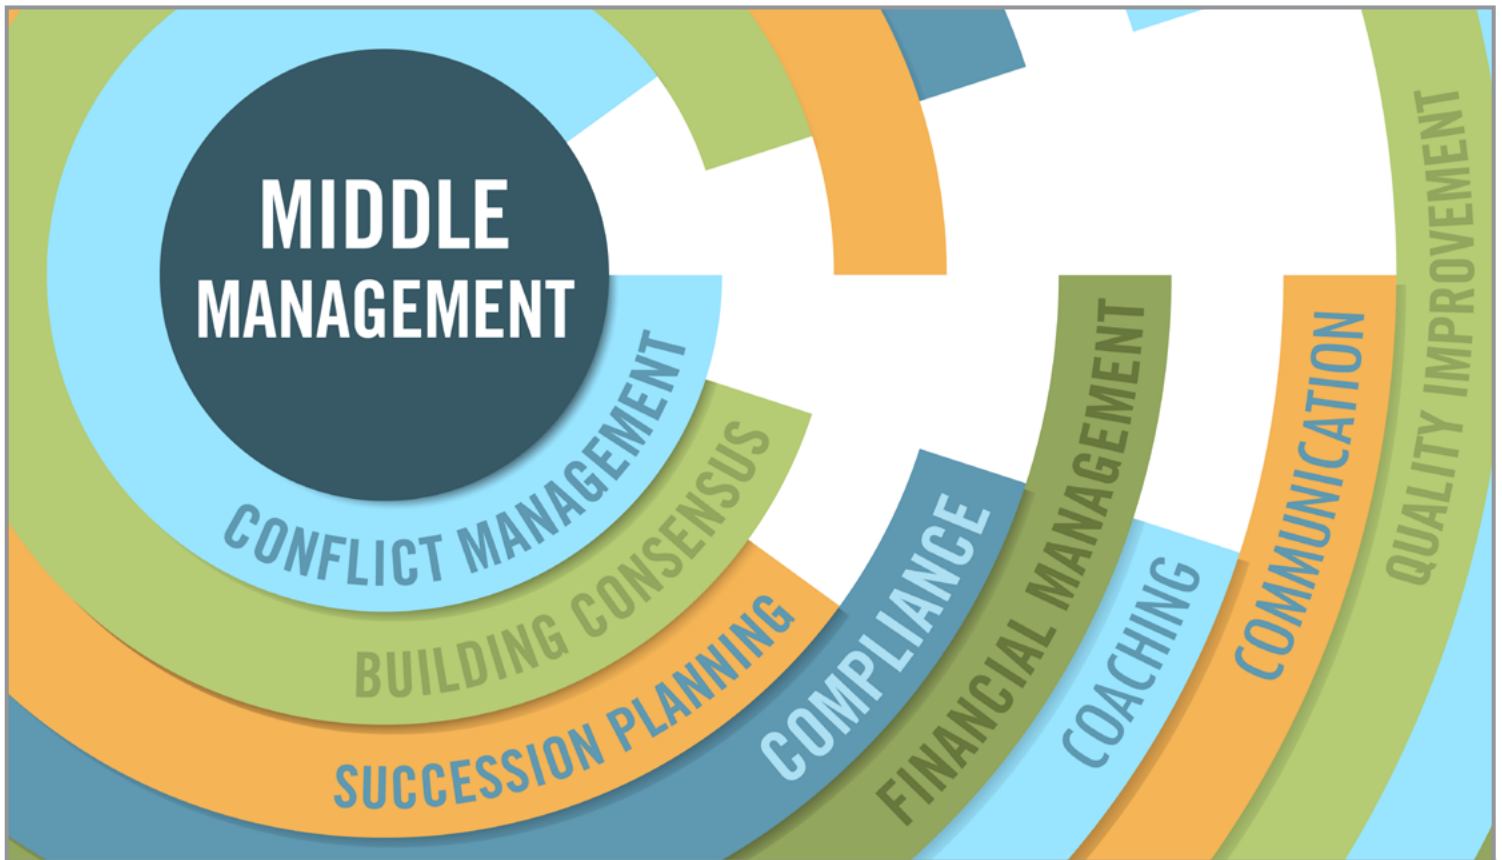 MIDDLE
MANAGEMENT
CONFLICT MANAGEMENT
BUILDING CONSENSUS
SUCCESSION PLANNING
COMPLIANCE
FINANCIAL MANAGEMENT
COACHING
COMMUNICATION
QUALITY IMPROVEMENT